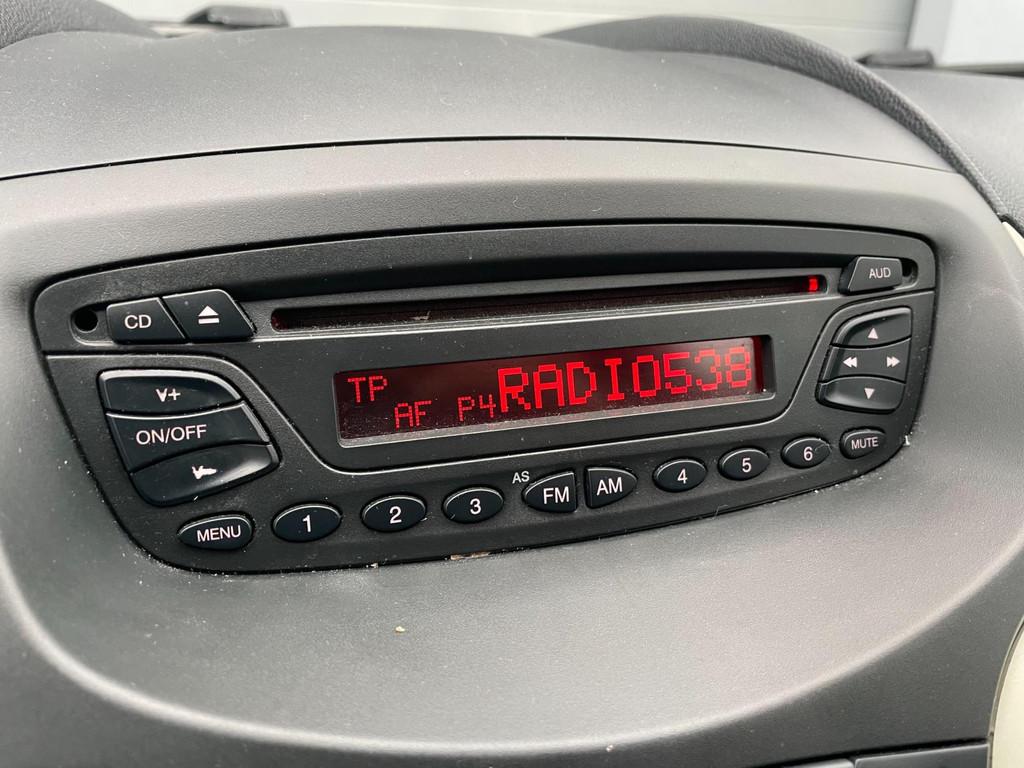 CD
AUD
TP
AF P4 RADIO538
V+
ON/OFF
V-
MENU
1
2
3
AS
FM
AM
4
5
6
MUTE